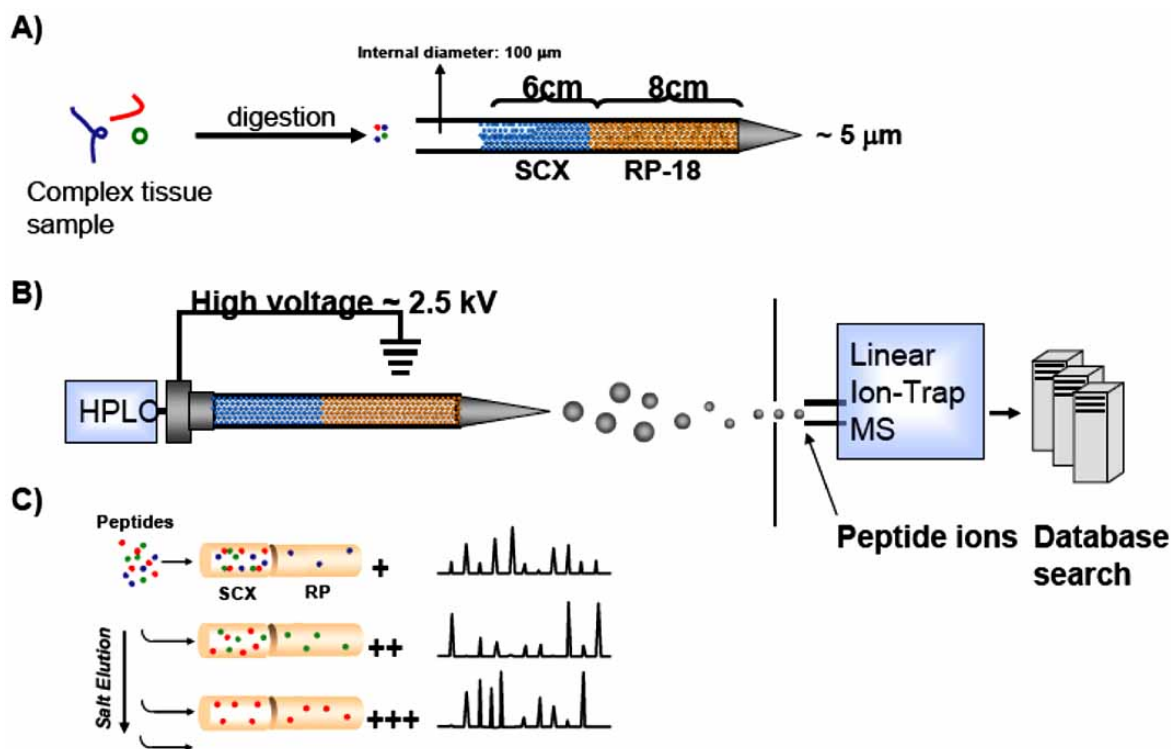 A)
Internal diameter: 100 μm
6cm
8cm
digestion
~ 5 μm
SCX
RP-18
Complex tissue
sample
B)
High voltage ~ 2.5 kV
HPLC
Linear
Ion-Trap
MS
Peptide ions
Database
search
C)
Peptides
SCX
RP
+
++
+++
Salt Elution